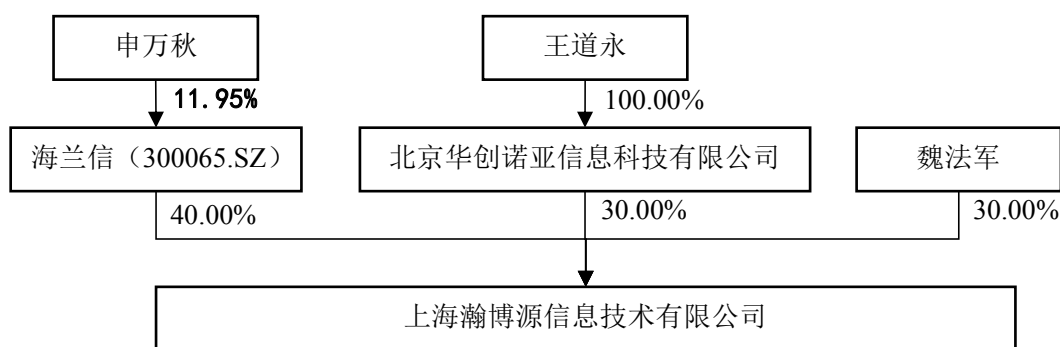 申万秋
王道永
11.95%
100.00%
海兰信（300065.SZ）
北京华创诺亚信息科技有限公司
魏法军
40.00%
30.00%
30.00%
上海瀚博源信息技术有限公司